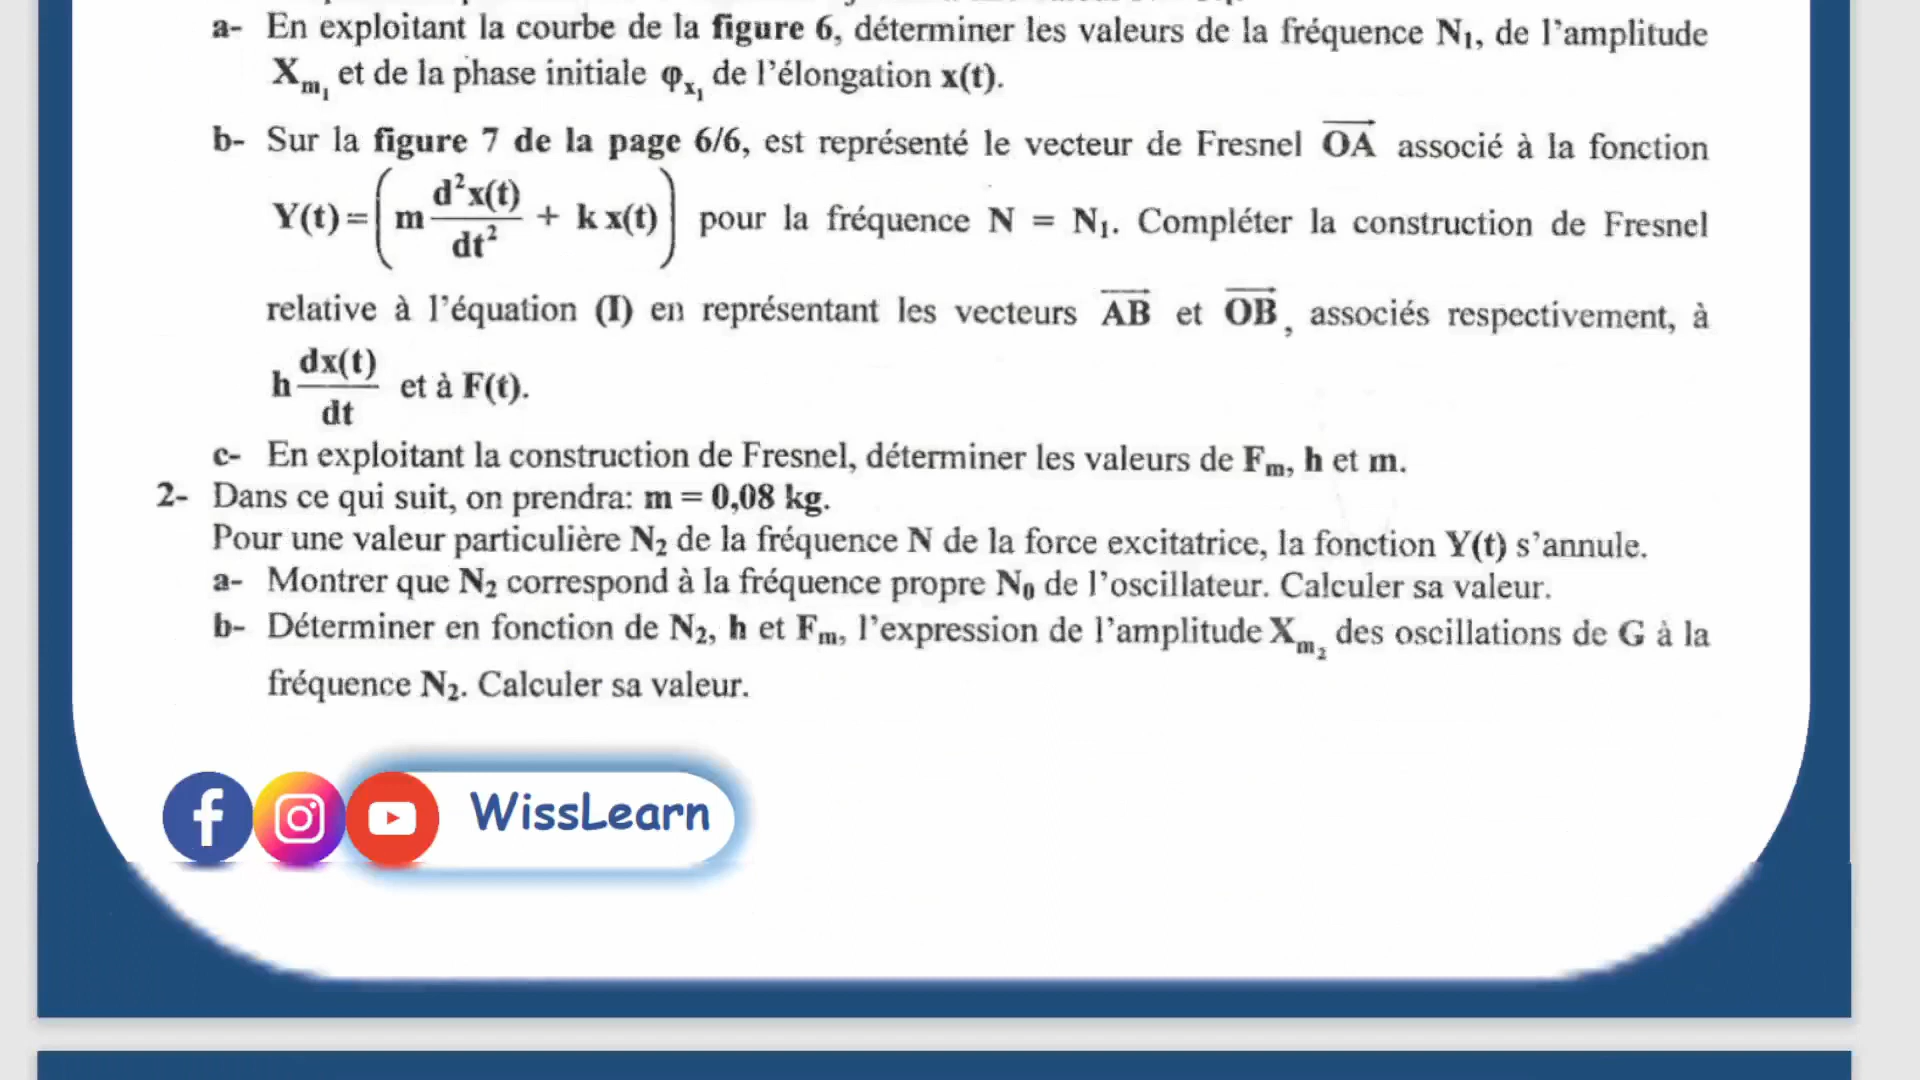 a- En exploitant la courbe de la figure 6, déterminer les valeurs de la fréquence N₁, de l'amplitude
Xm₁ et de la phase initiale φx₁ de l'élongation x(t).
b- Sur la figure 7 de la page 6/6, est représenté le vecteur de Fresnel OA associé à la fonction
Y(t)=(m d²x(t)/dt² + k x(t)) pour la fréquence N = N₁. Compléter la construction de Fresnel
relative à l'équation (I) en représentant les vecteurs AB et OB, associés respectivement, à
h dx(t)/dt et à F(t).
c- En exploitant la construction de Fresnel, déterminer les valeurs de Fm, h et m.
2- Dans ce qui suit, on prendra: m = 0,08 kg.
Pour une valeur particulière N₂ de la fréquence N de la force excitatrice, la fonction Y(t) s'annule.
a- Montrer que N₂ correspond à la fréquence propre N₀ de l'oscillateur. Calculer sa valeur.
b- Déterminer en fonction de N₂, h et Fm, l'expression de l'amplitude Xm₂ des oscillations de G à la
fréquence N₂. Calculer sa valeur.
WissLearn